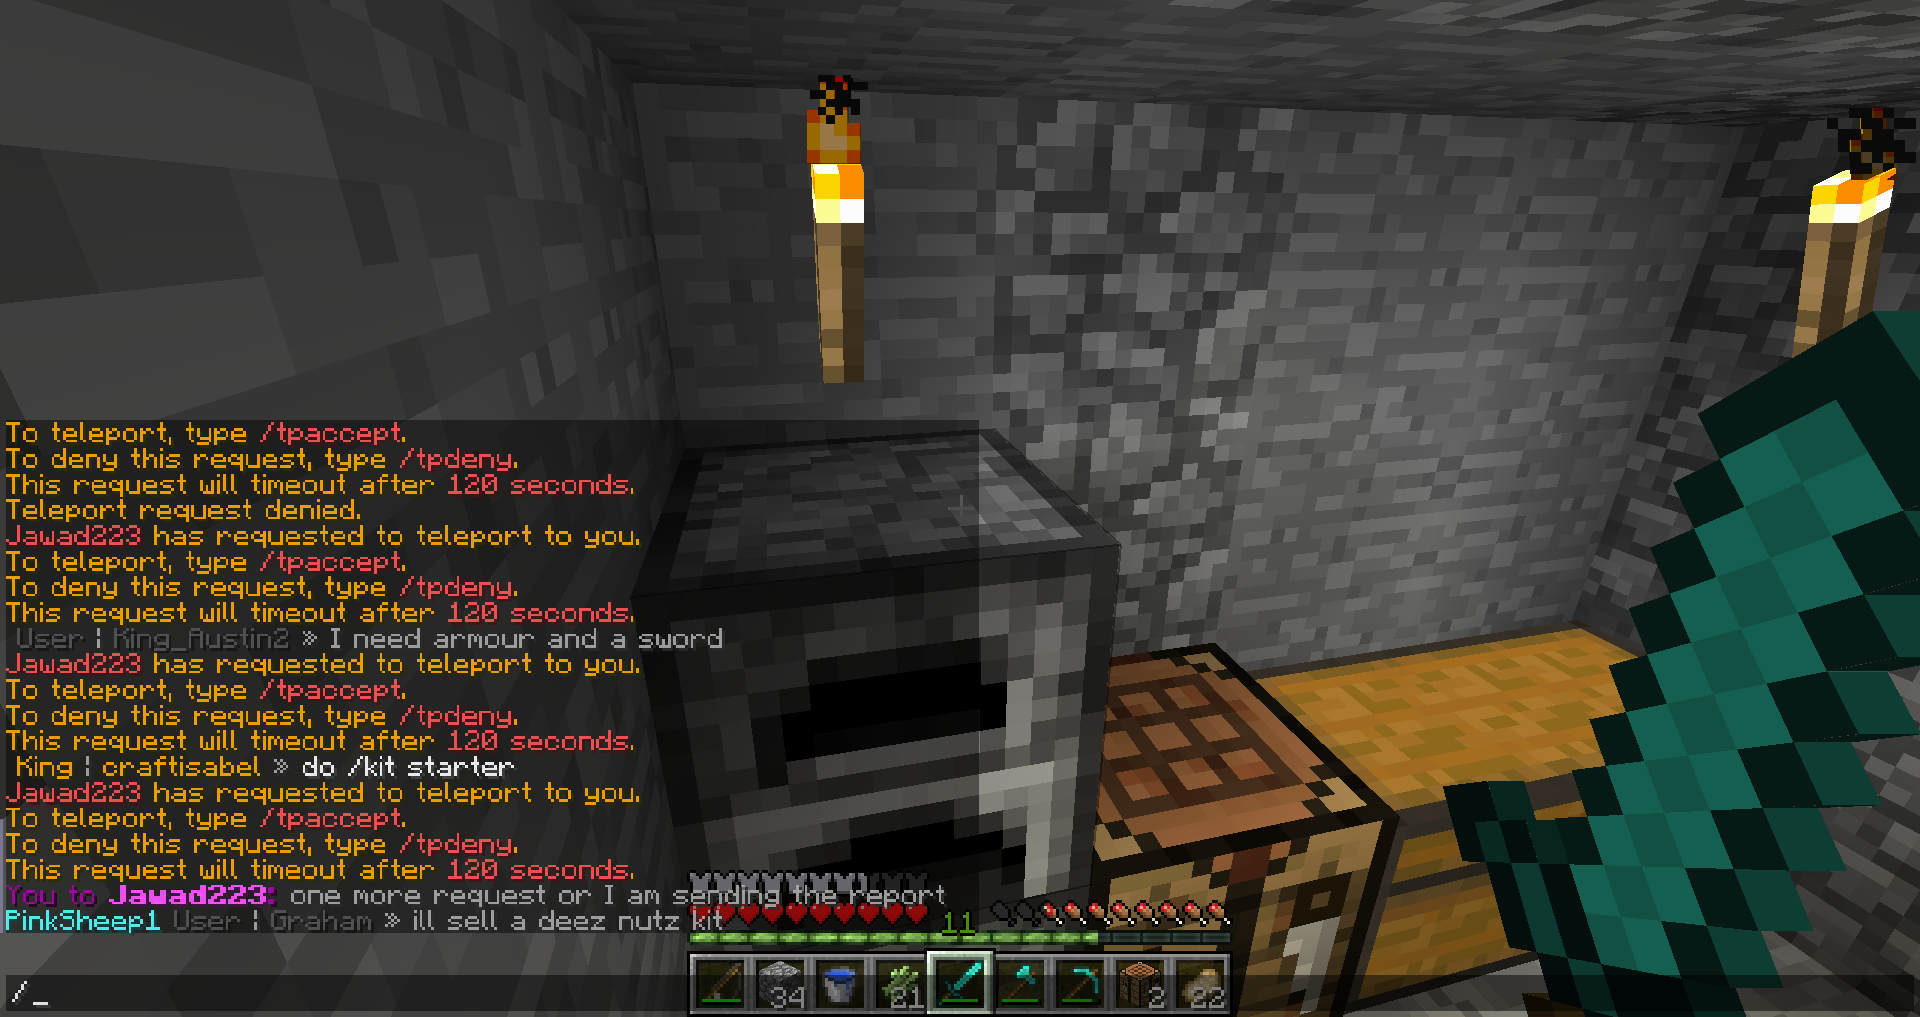 To teleport, type /tpaccept.
To deny this request, type /tpdeny.
This request will timeout after 120 seconds.
Teleport request denied.
Jawad223 has requested to teleport to you.
To teleport, type /tpaccept.
To deny this request, type /tpdeny.
This request will timeout after 120 seconds.
User ¦ King_Austin2 » I need armour and a sword
Jawad223 has requested to teleport to you.
To teleport, type /tpaccept.
To deny this request, type /tpdeny.
This request will timeout after 120 seconds.
King ¦ craftisabel » do /kit starter
Jawad223 has requested to teleport to you.
To teleport, type /tpaccept.
To deny this request, type /tpdeny.
This request will timeout after 120 seconds.
You to Jawad223: one more request or I am sending the report
PinkSheep1 User ¦ Graham » ill sell a deez nutz kit
11
34 21 2 22
/_